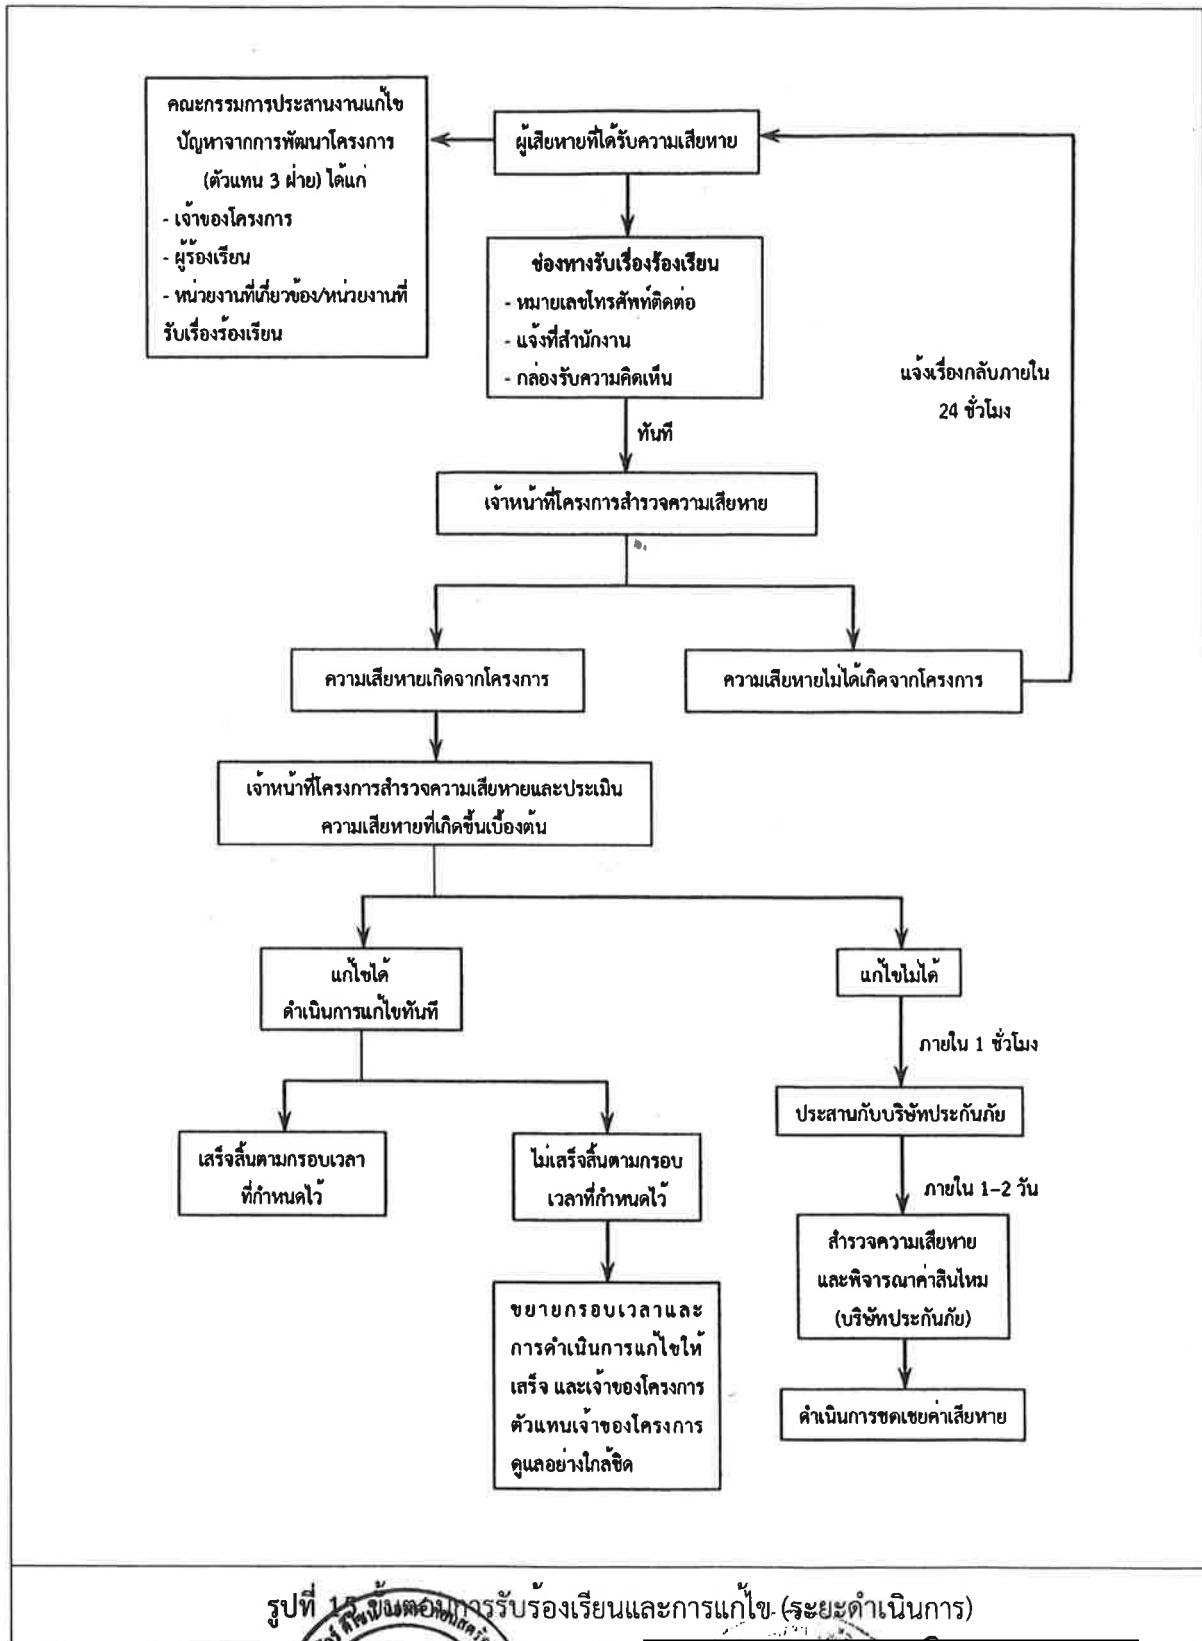 คณะกรรมการประสานงานแก้ไข
ปัญหาจากการพัฒนาโครงการ
(ตัวแทน 3 ฝ่าย) ได้แก่
- เจ้าของโครงการ
- ผู้ร้องเรียน
- หน่วยงานที่เกี่ยวข้อง/หน่วยงานที่
รับเรื่องร้องเรียน
ผู้เสียหายที่ได้รับความเสียหาย
ช่องทางรับเรื่องร้องเรียน
- หมายเลขโทรศัพท์ติดต่อ
- แจ้งที่สำนักงาน
- กล่องรับความคิดเห็น
แจ้งเรื่องกลับภายใน
24 ชั่วโมง
ทันที
เจ้าหน้าที่โครงการสำรวจความเสียหาย
ความเสียหายเกิดจากโครงการ
ความเสียหายไม่ได้เกิดจากโครงการ
เจ้าหน้าที่โครงการสำรวจความเสียหายและประเมิน
ความเสียหายที่เกิดขึ้นเบื้องต้น
แก้ไขได้
ดำเนินการแก้ไขทันที
แก้ไขไม่ได้
ภายใน 1 ชั่วโมง
ประสานกับบริษัทประกันภัย
เสร็จสิ้นตามกรอบเวลา
ที่กำหนดไว้
ไม่เสร็จสิ้นตามกรอบ
เวลาที่กำหนดไว้
ภายใน 1-2 วัน
สำรวจความเสียหาย
และพิจารณาค่าสินไหม
(บริษัทประกันภัย)
ขยายกรอบเวลาและ
การดำเนินการแก้ไขให้
เสร็จ และเจ้าของโครงการ
ตัวแทนเจ้าของโครงการ
ดูแลอย่างใกล้ชิด
ดำเนินการชดเชยค่าเสียหาย
รูปที่ 15 ขั้นตอนการรับร้องเรียนและการแก้ไข (ระยะดำเนินการ)